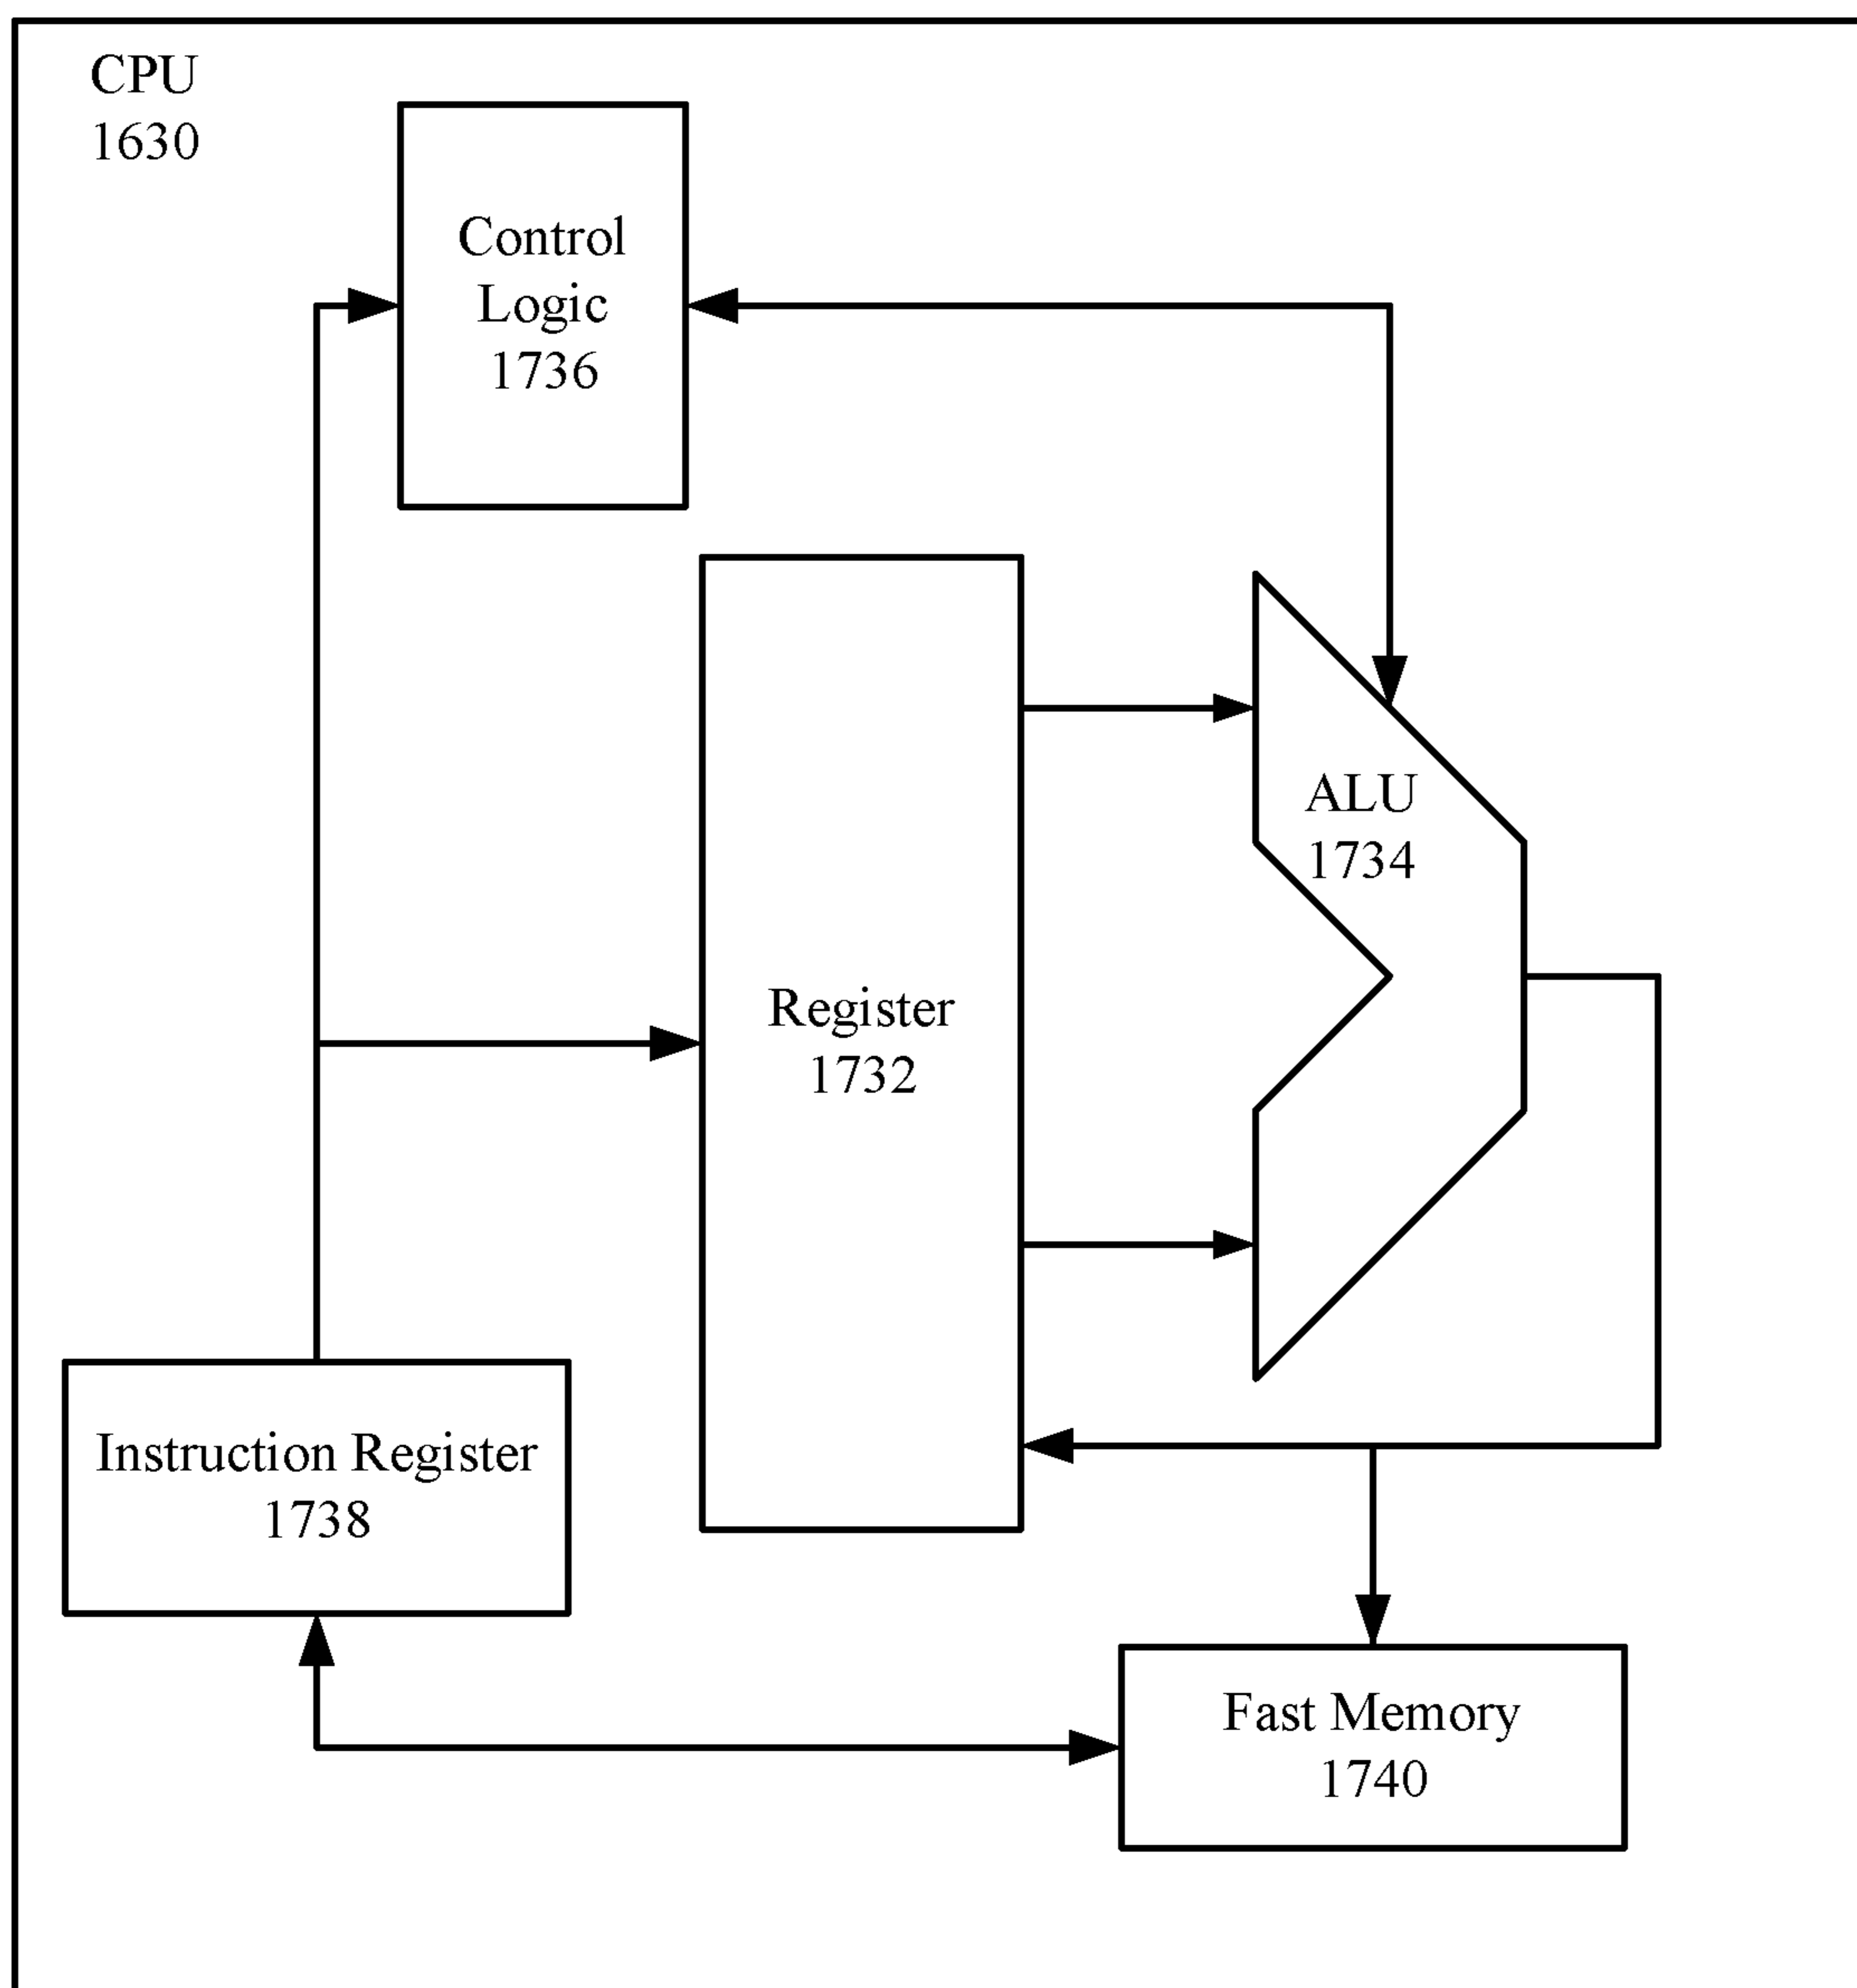 CPU
1630
Control
Logic
1736
ALU
1734
Register
1732
Instruction Register
1738
Fast Memory
1740